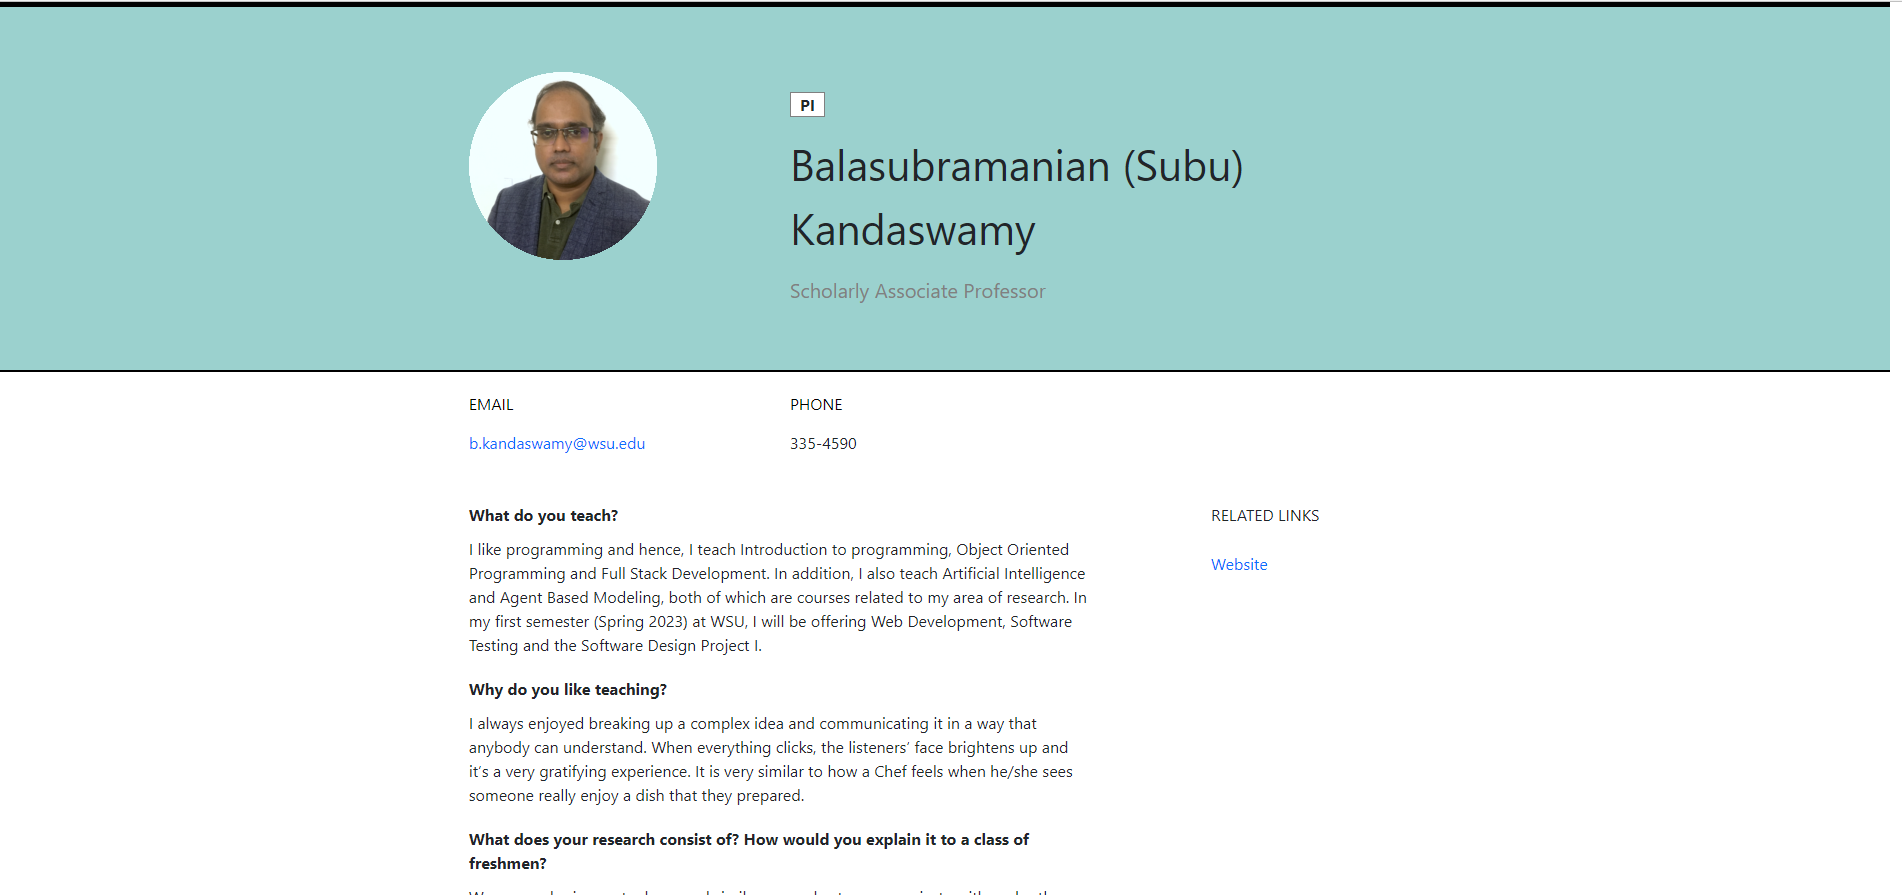 PI
Balasubramanian (Subu)
Kandaswamy
Scholarly Associate Professor
EMAIL
b.kandaswamy@wsu.edu
PHONE
335-4590
What do you teach?
I like programming and hence, I teach Introduction to programming, Object Oriented
Programming and Full Stack Development. In addition, I also teach Artificial Intelligence
and Agent Based Modeling, both of which are courses related to my area of research. In
my first semester (Spring 2023) at WSU, I will be offering Web Development, Software
Testing and the Software Design Project I.
Why do you like teaching?
I always enjoyed breaking up a complex idea and communicating it in a way that
anybody can understand. When everything clicks, the listeners’ face brightens up and
it’s a very gratifying experience. It is very similar to how a Chef feels when he/she sees
someone really enjoy a dish that they prepared.
What does your research consist of? How would you explain it to a class of
freshmen?
RELATED LINKS
Website